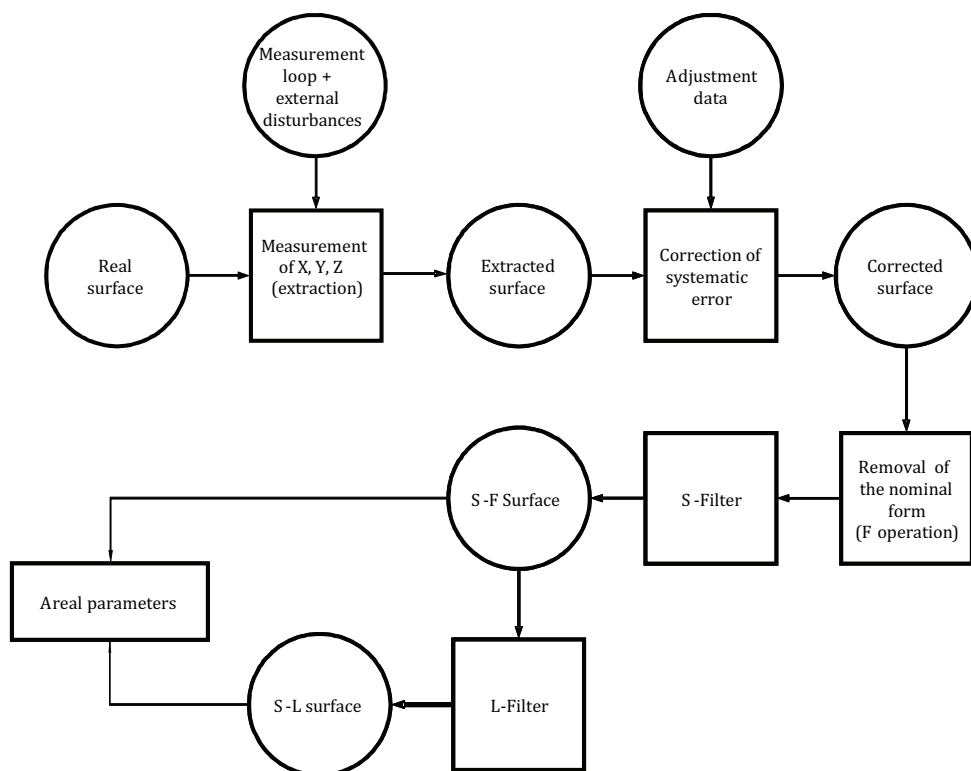 Measurement
loop +
external
disturbances
Adjustment
data
Real
surface
Measurement
of X, Y, Z
(extraction)
Extracted
surface
Correction of
systematic
error
Corrected
surface
S-F Surface
S-Filter
Removal of
the nominal
form
(F operation)
Areal parameters
S-L surface
L-Filter